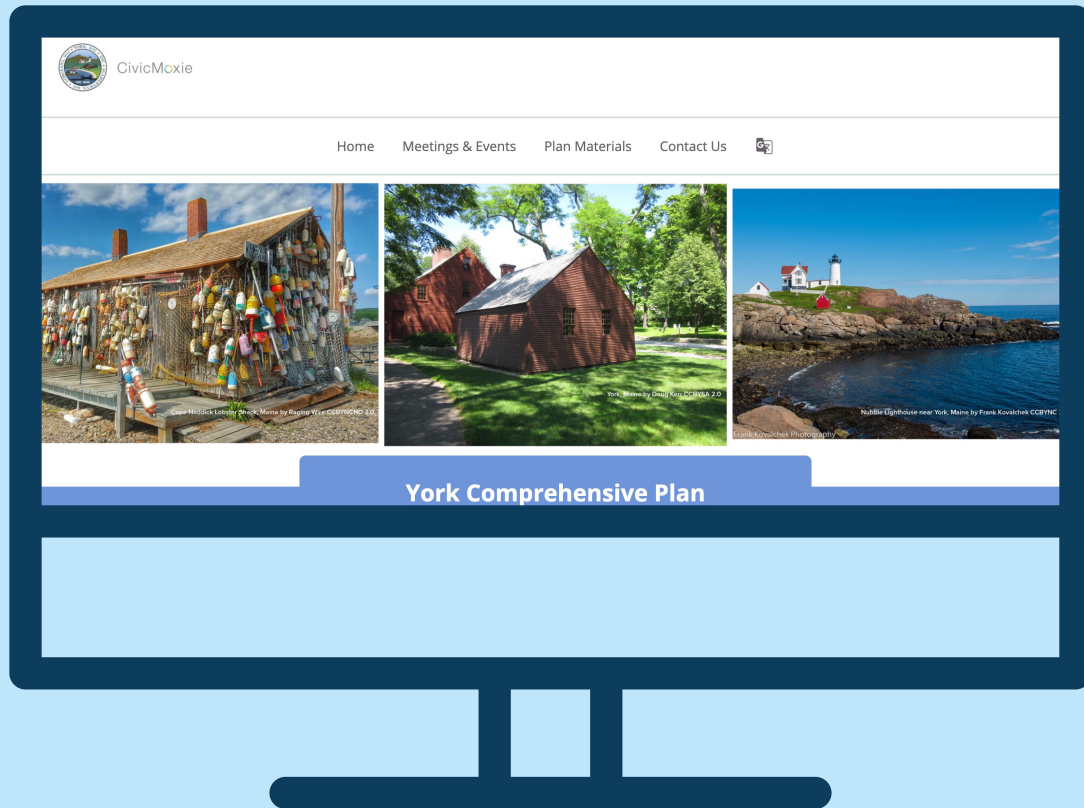 CivicMoxie
Home Meetings & Events Plan Materials Contact Us
Cape Neddick Lobster Shack, Maine by Raging Wire CCBYNCND 2.0
York, Maine by Doug Kerr CCBYSA 2.0
Nubble Lighthouse near York, Maine by Frank Kovalchek CCBYNC
Frank Kovalchek Photography
York Comprehensive Plan